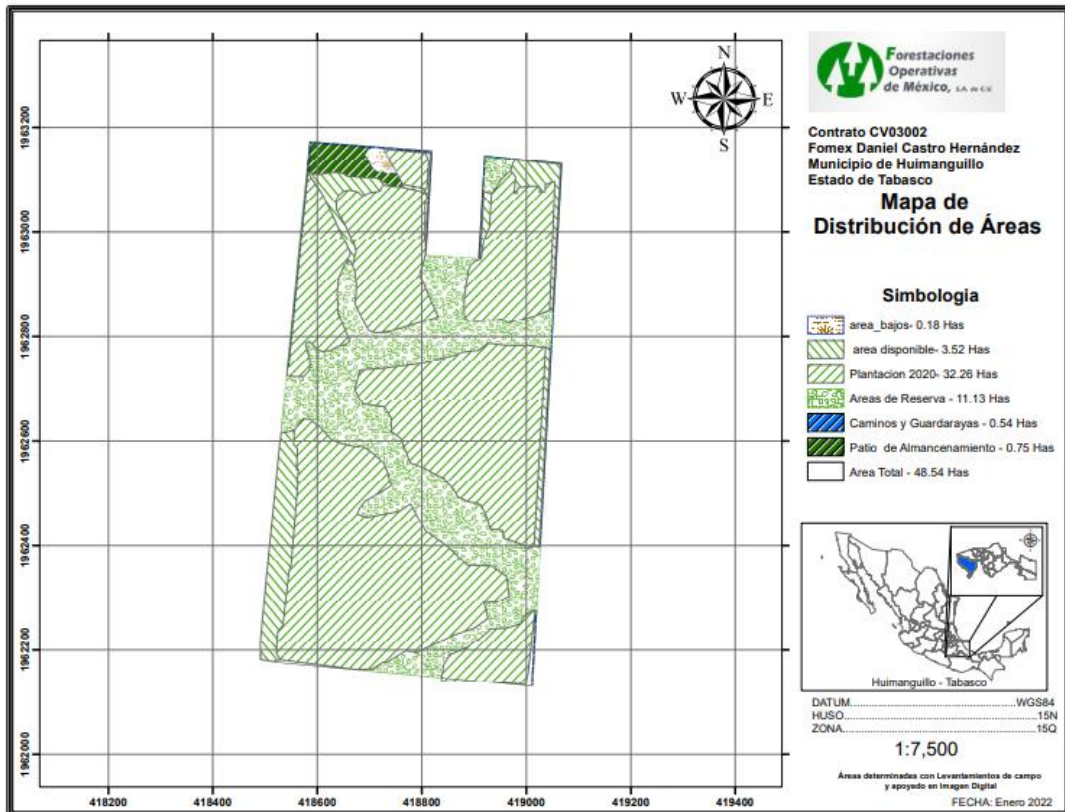 N
W
E
S
1963200
1963000
1962800
1962600
1962400
1962200
1962000
418200
418400
418600
418800
419000
419200
419400
Forestaciones
Operativas
de México, S.A. de C.V.
Contrato CV03002
Fomex Daniel Castro Hernández
Municipio de Huimanguillo
Estado de Tabasco
Mapa de
Distribución de Áreas
Simbologia
area_bajos- 0.18 Has
area disponible- 3.52 Has
Plantacion 2020- 32.26 Has
Areas de Reserva - 11.13 Has
Caminos y Guardarayas - 0.54 Has
Patio de Almancenamiento - 0.75 Has
Area Total - 48.54 Has
Huimanguillo - Tabasco
DATUM...................................................WGS84
HUSO...........................................................15N
ZONA............................................................15Q
1:7,500
Áreas determinadas con Levantamientos de campo
y apoyado en Imagen Digital
FECHA: Enero 2022